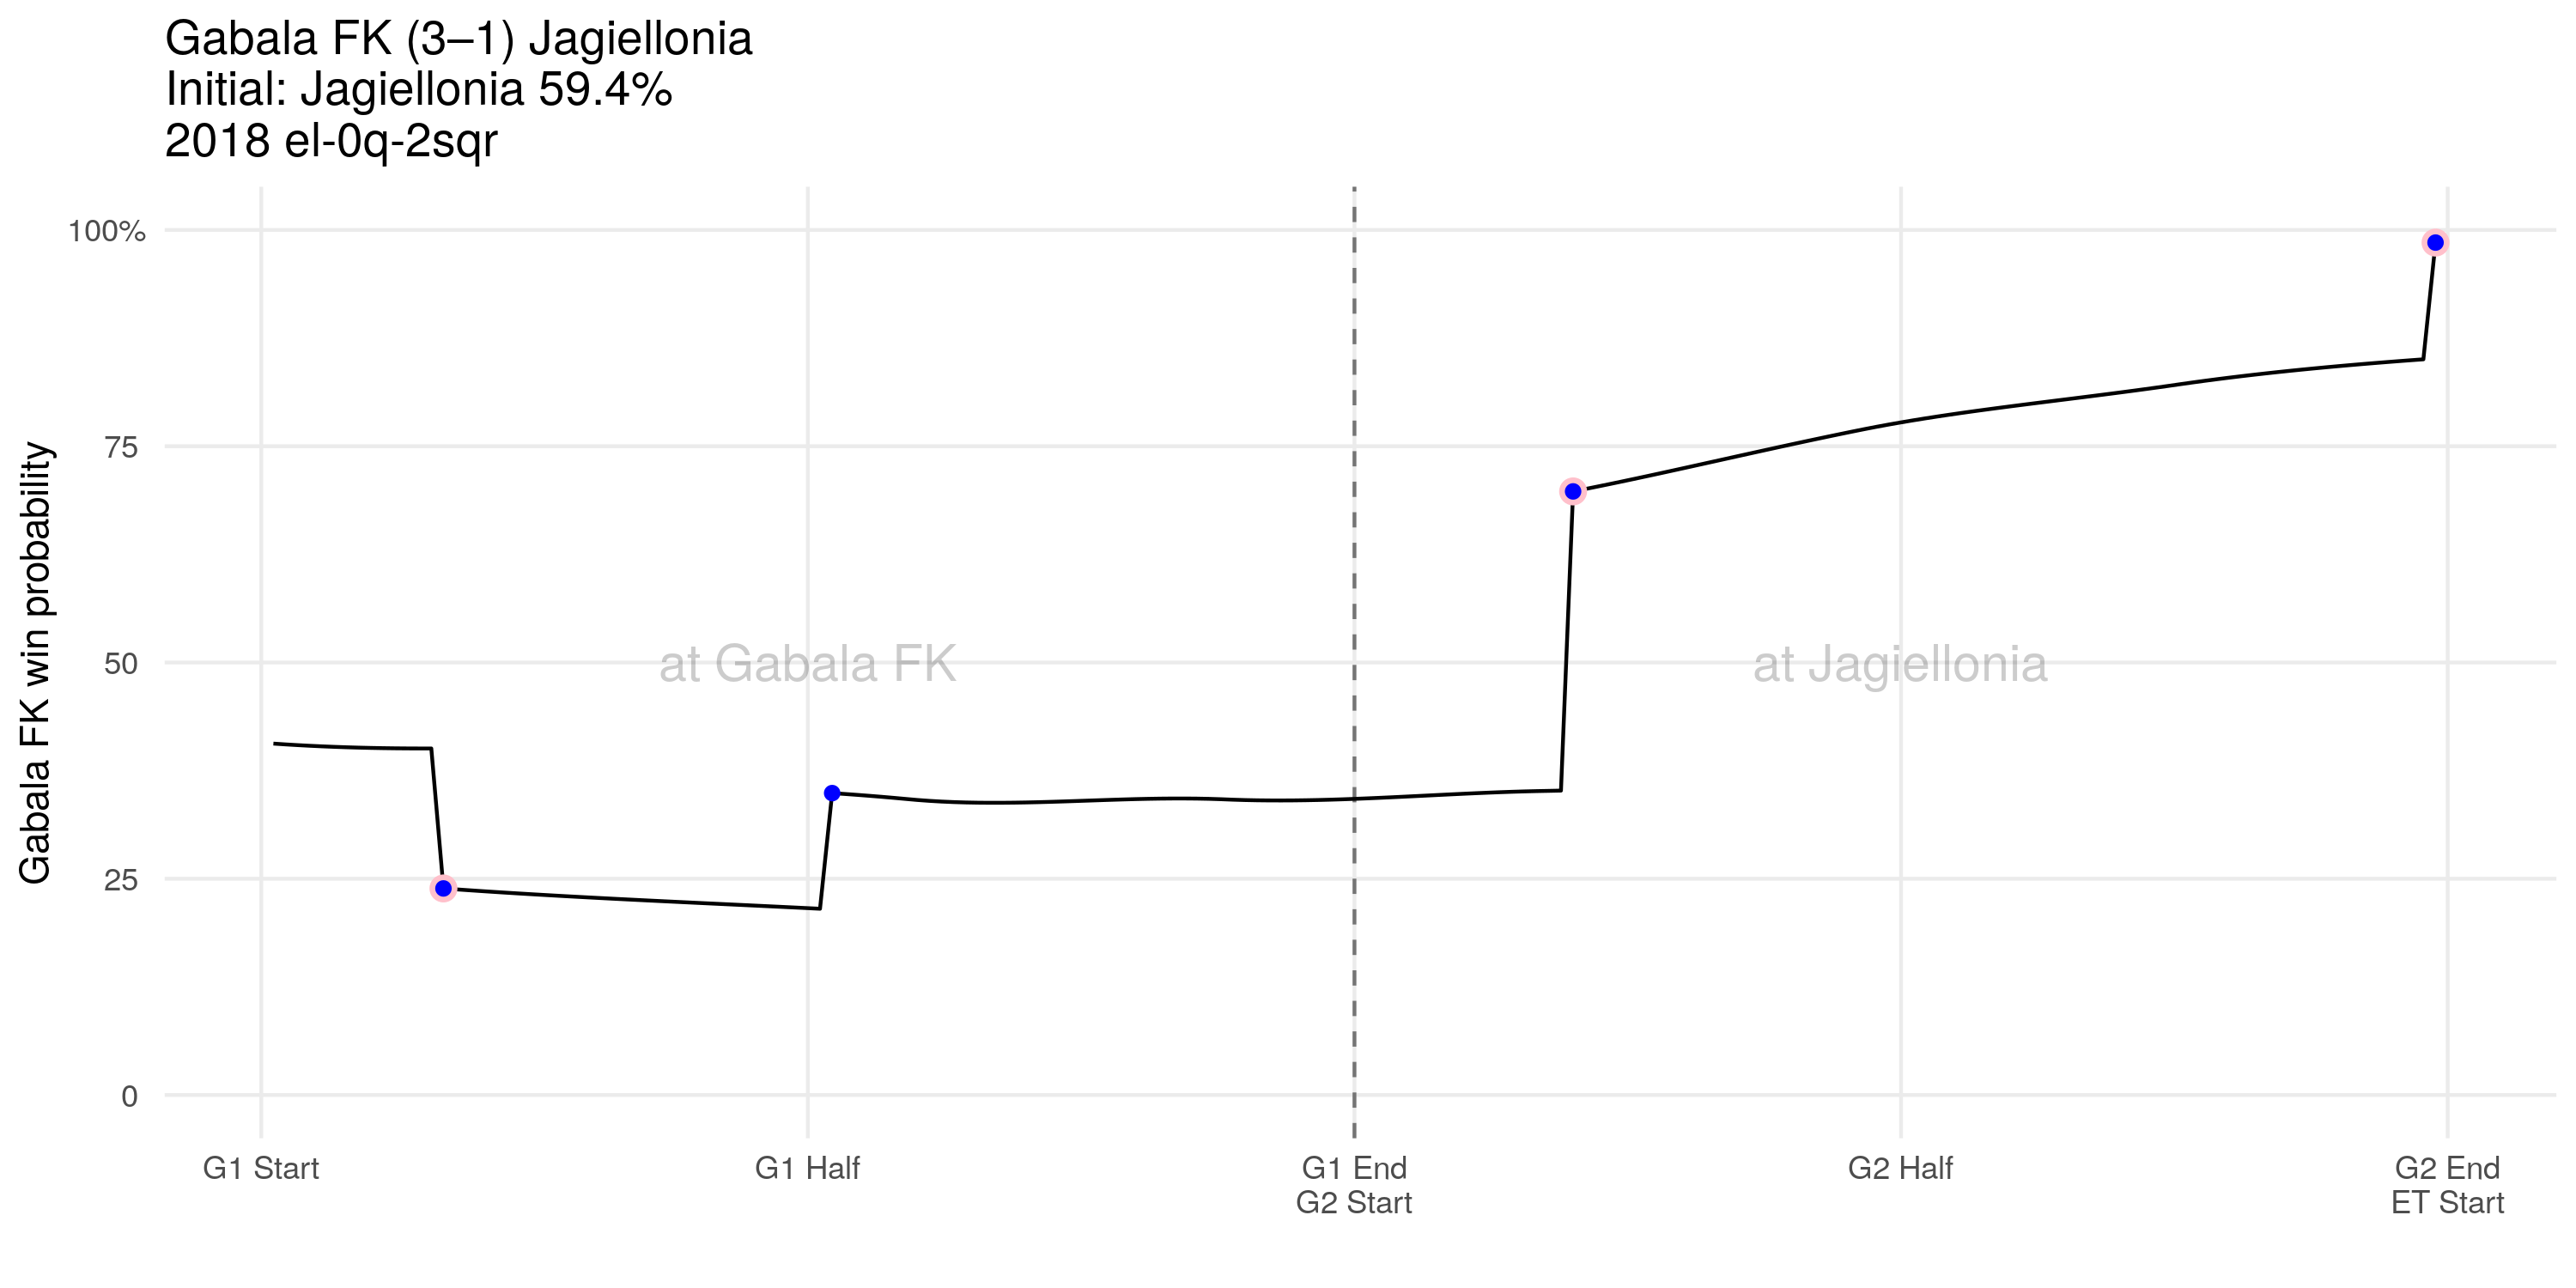 Gabala FK (3–1) Jagiellonia
Initial: Jagiellonia 59.4%
2018 el-0q-2sqr
Gabala FK win probability
100%
75
50
25
0
at Gabala FK
at Jagiellonia
G1 Start
G1 Half
G1 End
G2 Start
G2 Half
G2 End
ET Start